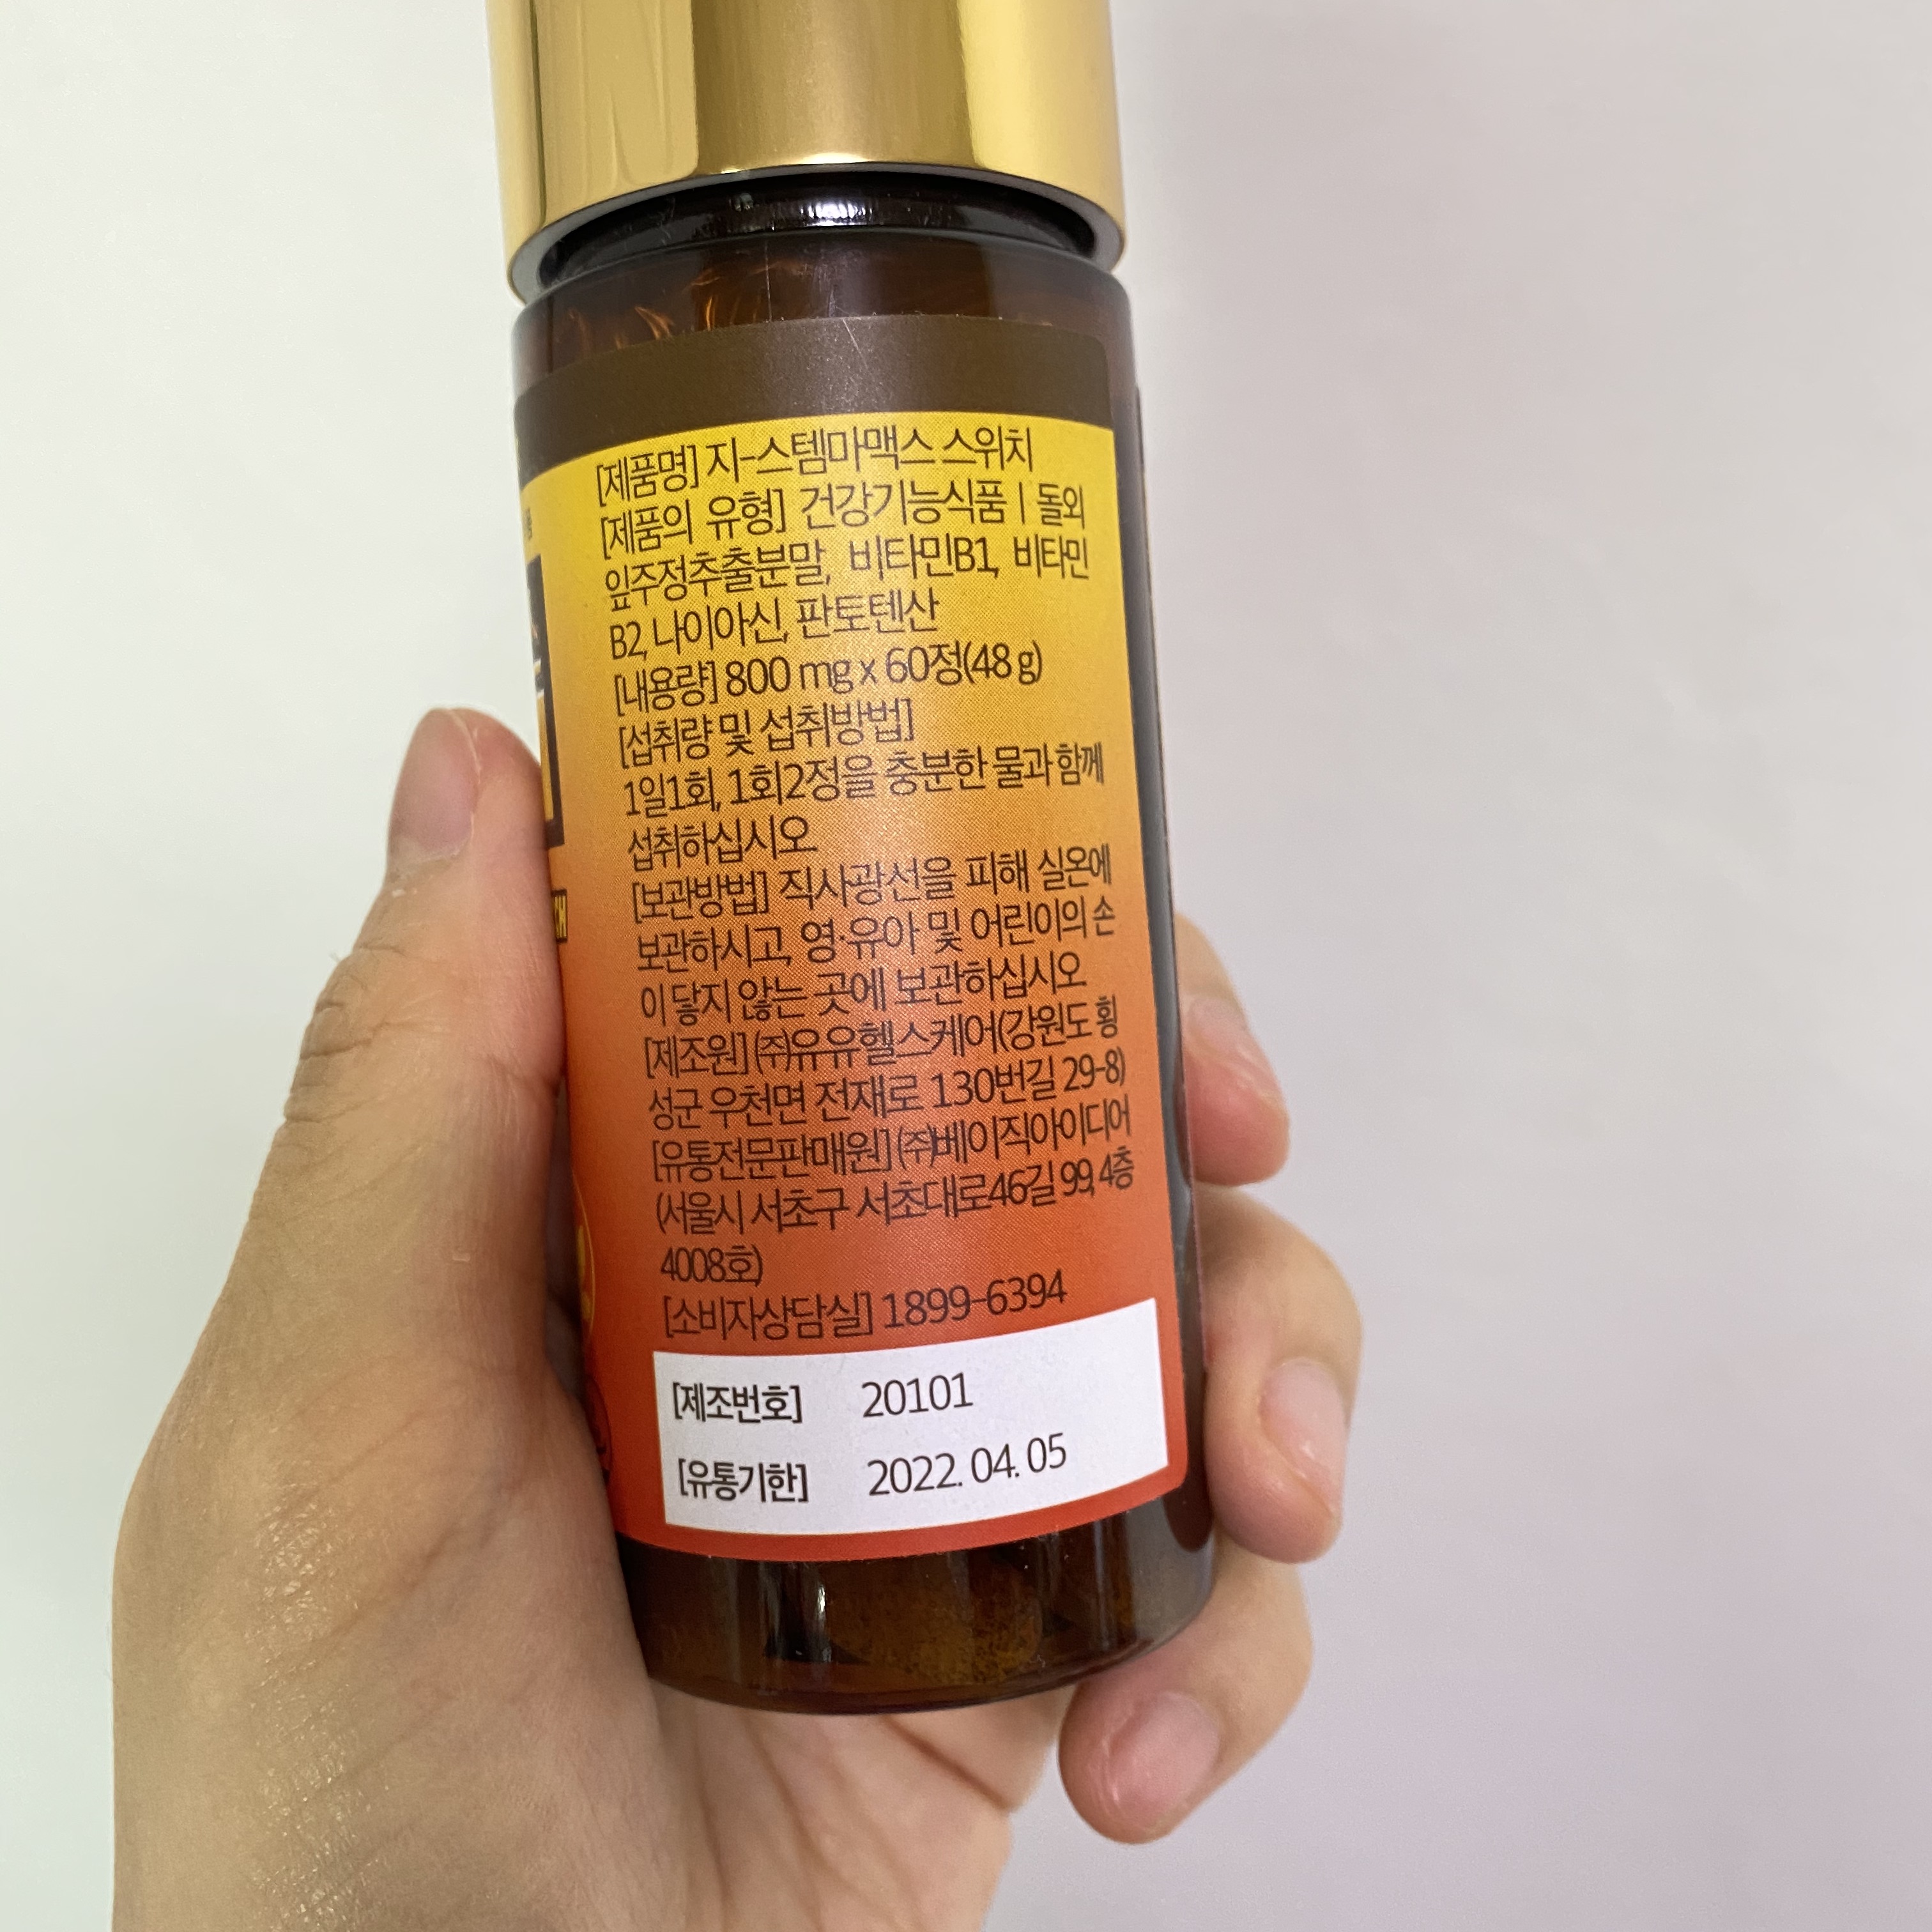 [제품명] 지-스템마맥스 스위치
[제품의 유형] 건강기능식품 | 돌외
잎주정추출분말, 비타민B1, 비타민
B2, 나이아신, 판토텐산
[내용량] 800 mg x 60정(48 g)
[섭취량 및 섭취방법]
1일1회, 1회2정을 충분한 물과 함께
섭취하십시오
[보관방법] 직사광선을 피해 실온에
보관하시고, 영·유아 및 어린이의 손
이 닿지 않는 곳에 보관하십시오
[제조원] (주)유유헬스케어(강원도 횡
성군 우천면 전재로 130번길 29-8)
[유통전문판매원] (주)베이직아이디어
(서울시 서초구 서초대로46길 99, 4층
4008호)
[소비자상담실] 1899-6394
[제조번호] 20101
[유통기한] 2022. 04. 05